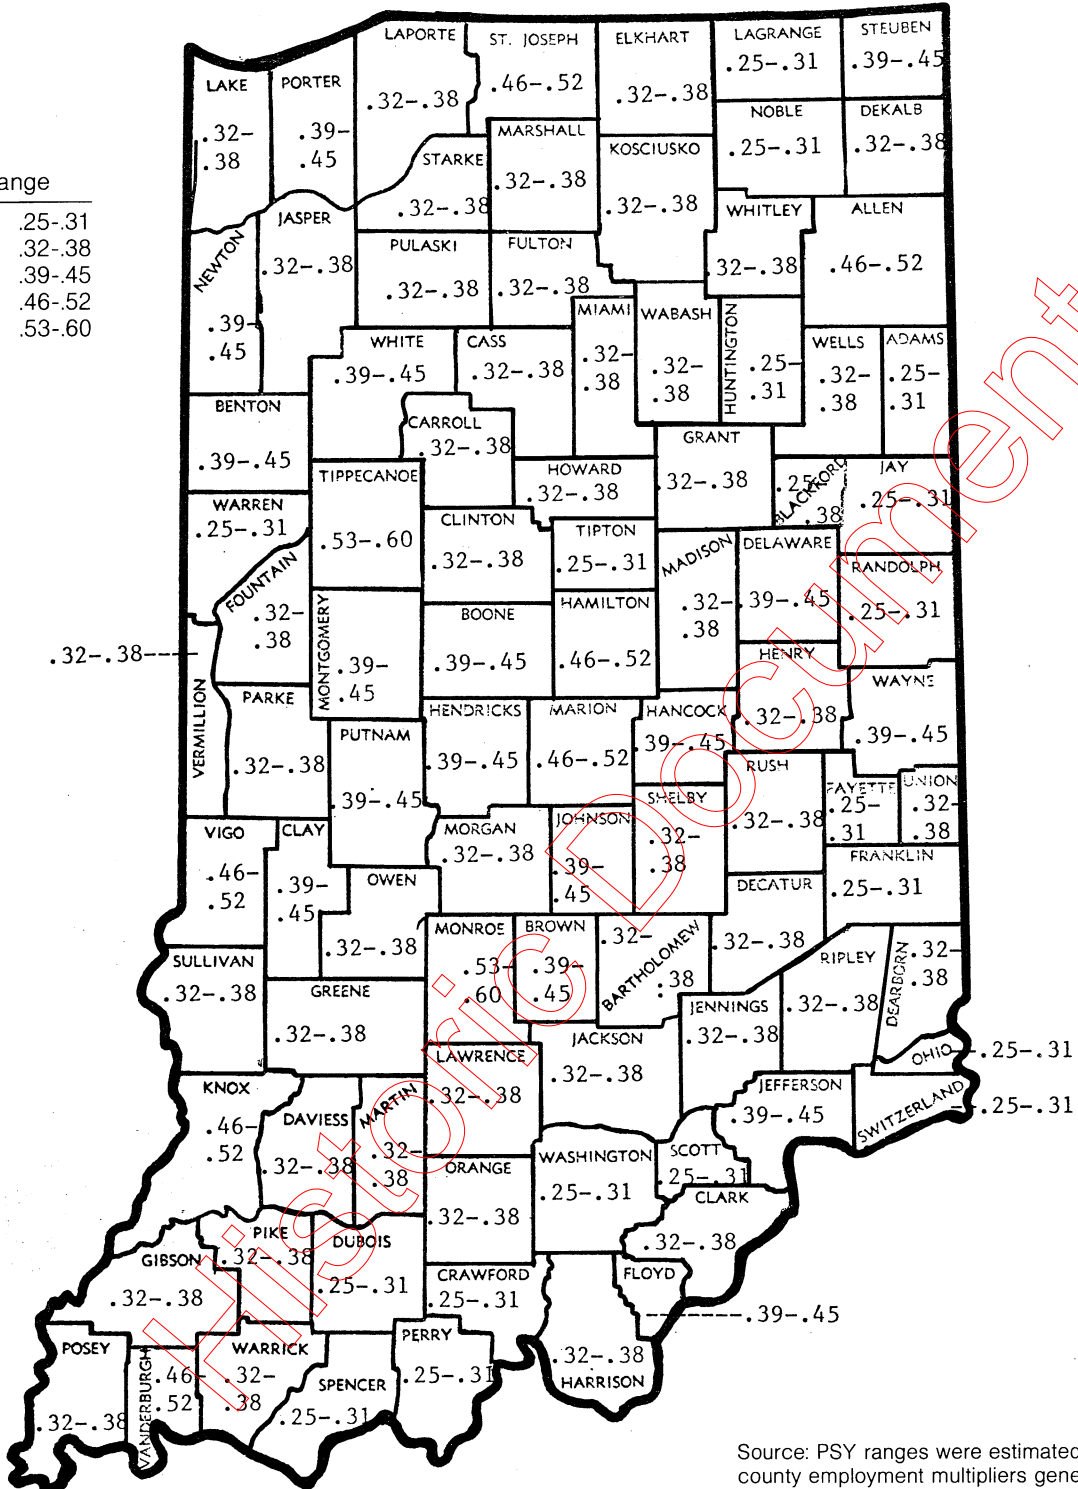 LAPORTE
.32-.38
ST. JOSEPH
.46-.52
ELKHART
.32-.38
LAGRANGE
.25-.31
STEUBEN
.39-.45
LAKE
.32-
.38
PORTER
.39-
.45
NOBLE
.25-.31
DEKALB
.32-.38
MARSHALL
.32-.38
STARKE
.32-.38
KOSCIUSKO
.32-.38
ange
.25-.31
.32-.38
.39-.45
.46-.52
.53-.60
JASPER
.32-.38
NEWTON
.39-
.45
PULASKI
.32-.38
FULTON
.32-.38
WHITLEY
.32-.38
ALLEN
.46-.52
MIAMI
.32-
.38
WABASH
.32-
.38
HUNTINGTON
.25-
.31
WELLS
.32-
.38
ADAMS
.25-
.31
WHITE
.39-.45
CASS
.32-.38
BENTON
.39-.45
CARROLL
.32-.38
GRANT
.32-.38
HOWARD
.32-.38
TIPPECANOE
.53-.60
BLACKFORD
.25
.38
JAY
.25-.31
WARREN
.25-.31
CLINTON
.32-.38
TIPTON
.25-.31
MADISON
.32-
.38
DELAWARE
.39-.45
RANDOLPH
.25-.31
FOUNTAIN
.32-
.38
MONTGOMERY
.39-
.45
BOONE
.39-.45
HAMILTON
.46-.52
HENRY
.32-.38
WAYNE
.39-.45
.32-.38
VERMILLION
PARKE
.32-.38
PUTNAM
.39-.45
HENDRICKS
.39-.45
MARION
.46-.52
HANCOCK
.39-.45
RUSH
.32-.38
FAYETTE
.25-
.31
UNION
.32-
.38
SHELBY
.32-
.38
VIGO
.46-
.52
CLAY
.39-
.45
MORGAN
.32-.38
JOHNSON
.39-
.45
FRANKLIN
.25-.31
OWEN
.32-.38
DECATUR
.32-.38
MONROE
.53-
.60
BROWN
.39-
.45
BARTHOLOMEW
.32-
.38
RIPLEY
.32-.38
DEARBORN
.32-
.38
SULLIVAN
.32-.38
GREENE
.32-.38
JENNINGS
.32-.38
JACKSON
.32-.38
LAWRENCE
.32-.38
OHIO
.25-.31
KNOX
.46-
.52
DAVIESS
.32-.38
MARTIN
.32-
.38
JEFFERSON
.39-.45
SWITZERLAND
.25-.31
ORANGE
.32-.38
WASHINGTON
.25-.31
SCOTT
.25-.31
CLARK
.32-.38
PIKE
.32-.38
DUBOIS
.25-.31
GIBSON
.32-.38
CRAWFORD
.25-.31
FLOYD
.39-.45
HARRISON
.32-.38
POSEY
.32-.38
VANDERBURGH
.46-
.52
WARRICK
.32-
.38
SPENCER
.25-.31
PERRY
.25-.31
Historic Document
Source: PSY ranges were estimated
county employment multipliers gene